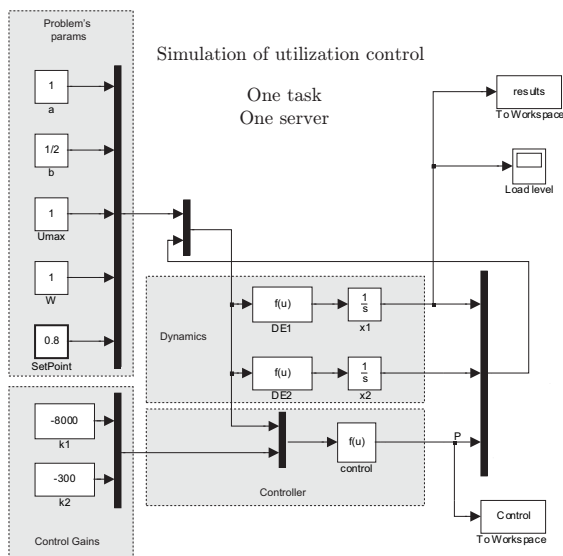 Problem's
params
Simulation of utilization control
One task
One server
1
a
1/2
b
1
Umax
1
W
0.8
SetPoint
results
To Workspace
Load level
f(u)
DE1
1
s
x1
Dynamics
f(u)
DE2
1
s
x2
-8000
k1
-300
k2
Control Gains
f(u)
control
Controller
P
Control
To Workspace